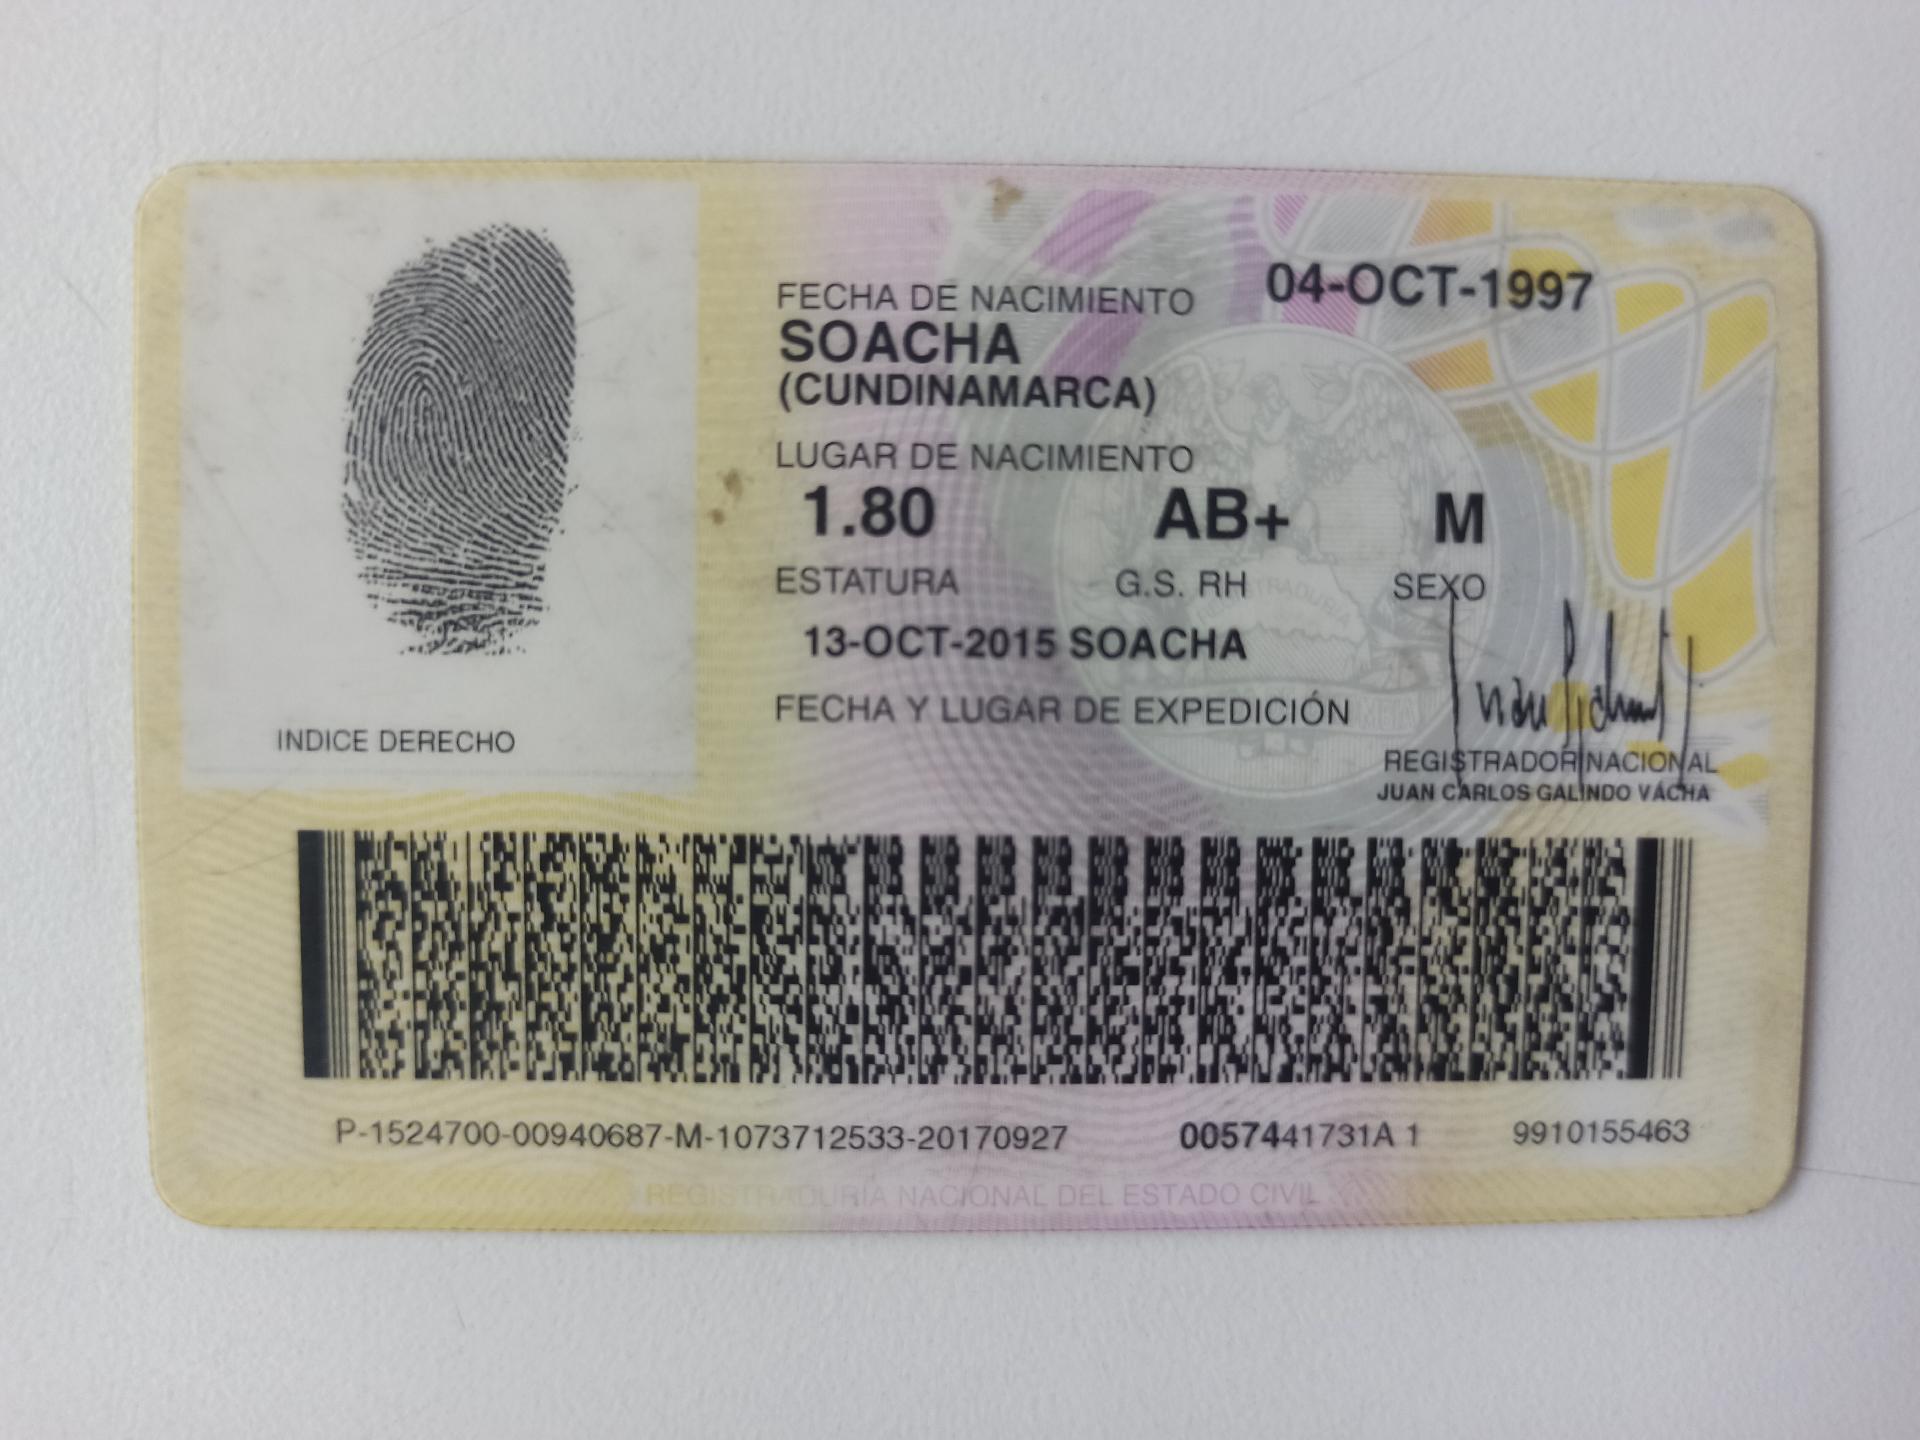 FECHA DE NACIMIENTO 04-OCT-1997
SOACHA
(CUNDINAMARCA)
LUGAR DE NACIMIENTO
1.80 AB+ M
ESTATURA G.S. RH SEXO
13-OCT-2015 SOACHA
FECHA Y LUGAR DE EXPEDICIÓN
INDICE DERECHO
REGISTRADOR NACIONAL
JUAN CARLOS GALINDO VÁCHA
P-1524700-00940687-M-1073712533-20170927 0057441731A 1 9910155463
REGISTRADURÍA NACIONAL DEL ESTADO CIVIL